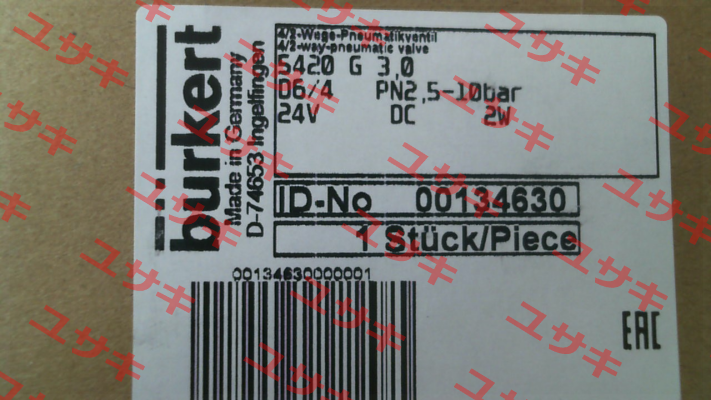 bürkert
Made in Germany
D-74653 Ingelfingen
4/2-Wege-Pneumatikventil
4/2-way-pneumatic valve
5420 G 3,0
D6/4 PN2,5-10bar
24V DC 2W
ID-No 00134630
1 Stück/Piece
00134630000001
EAC
ユサキ